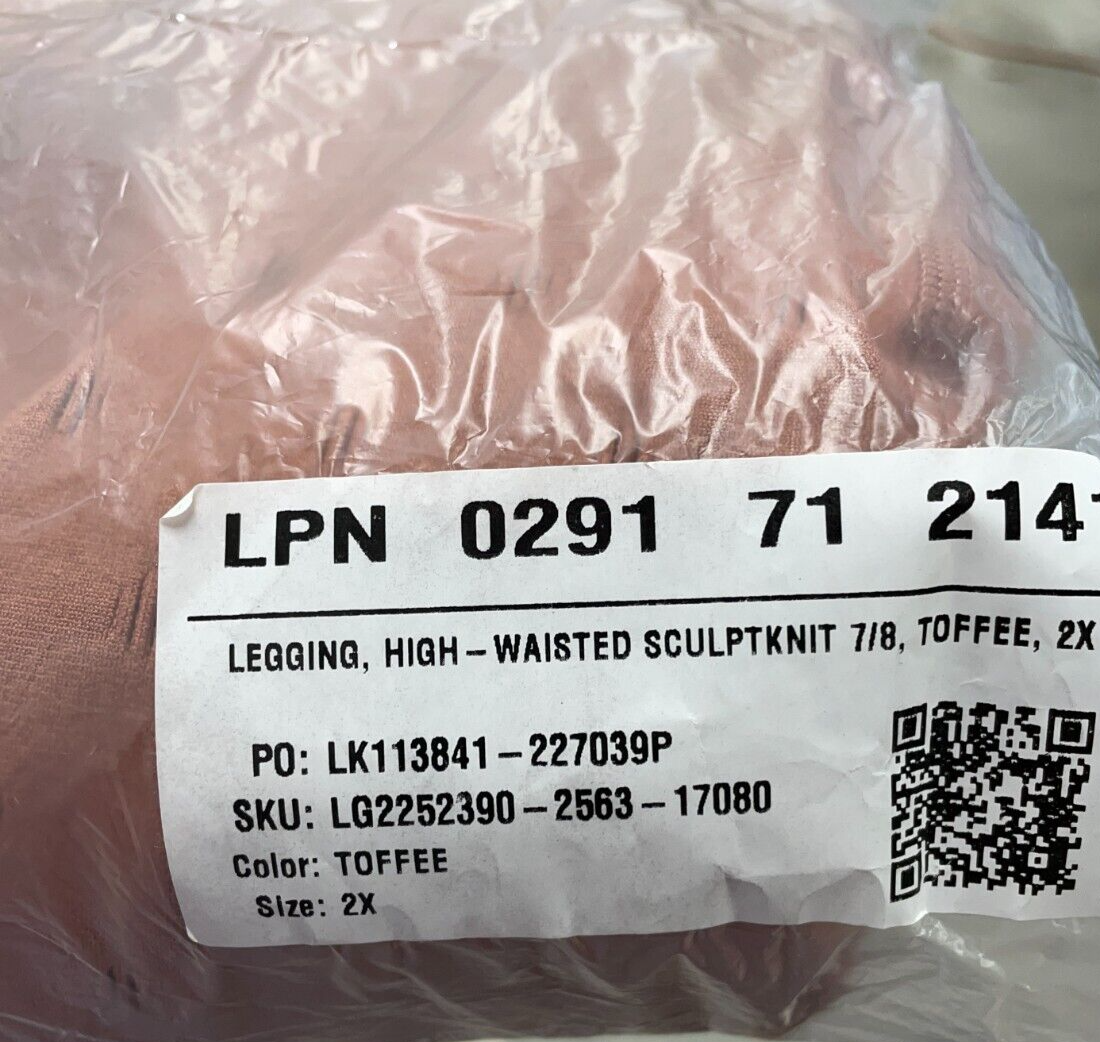 LPN 0291 71 214
LEGGING, HIGH-WAISTED SCULPTKNIT 7/8, TOFFEE, 2X
PO: LK113841-227039P
SKU: LG2252390-2563-17080
Color: TOFFEE
Size: 2X